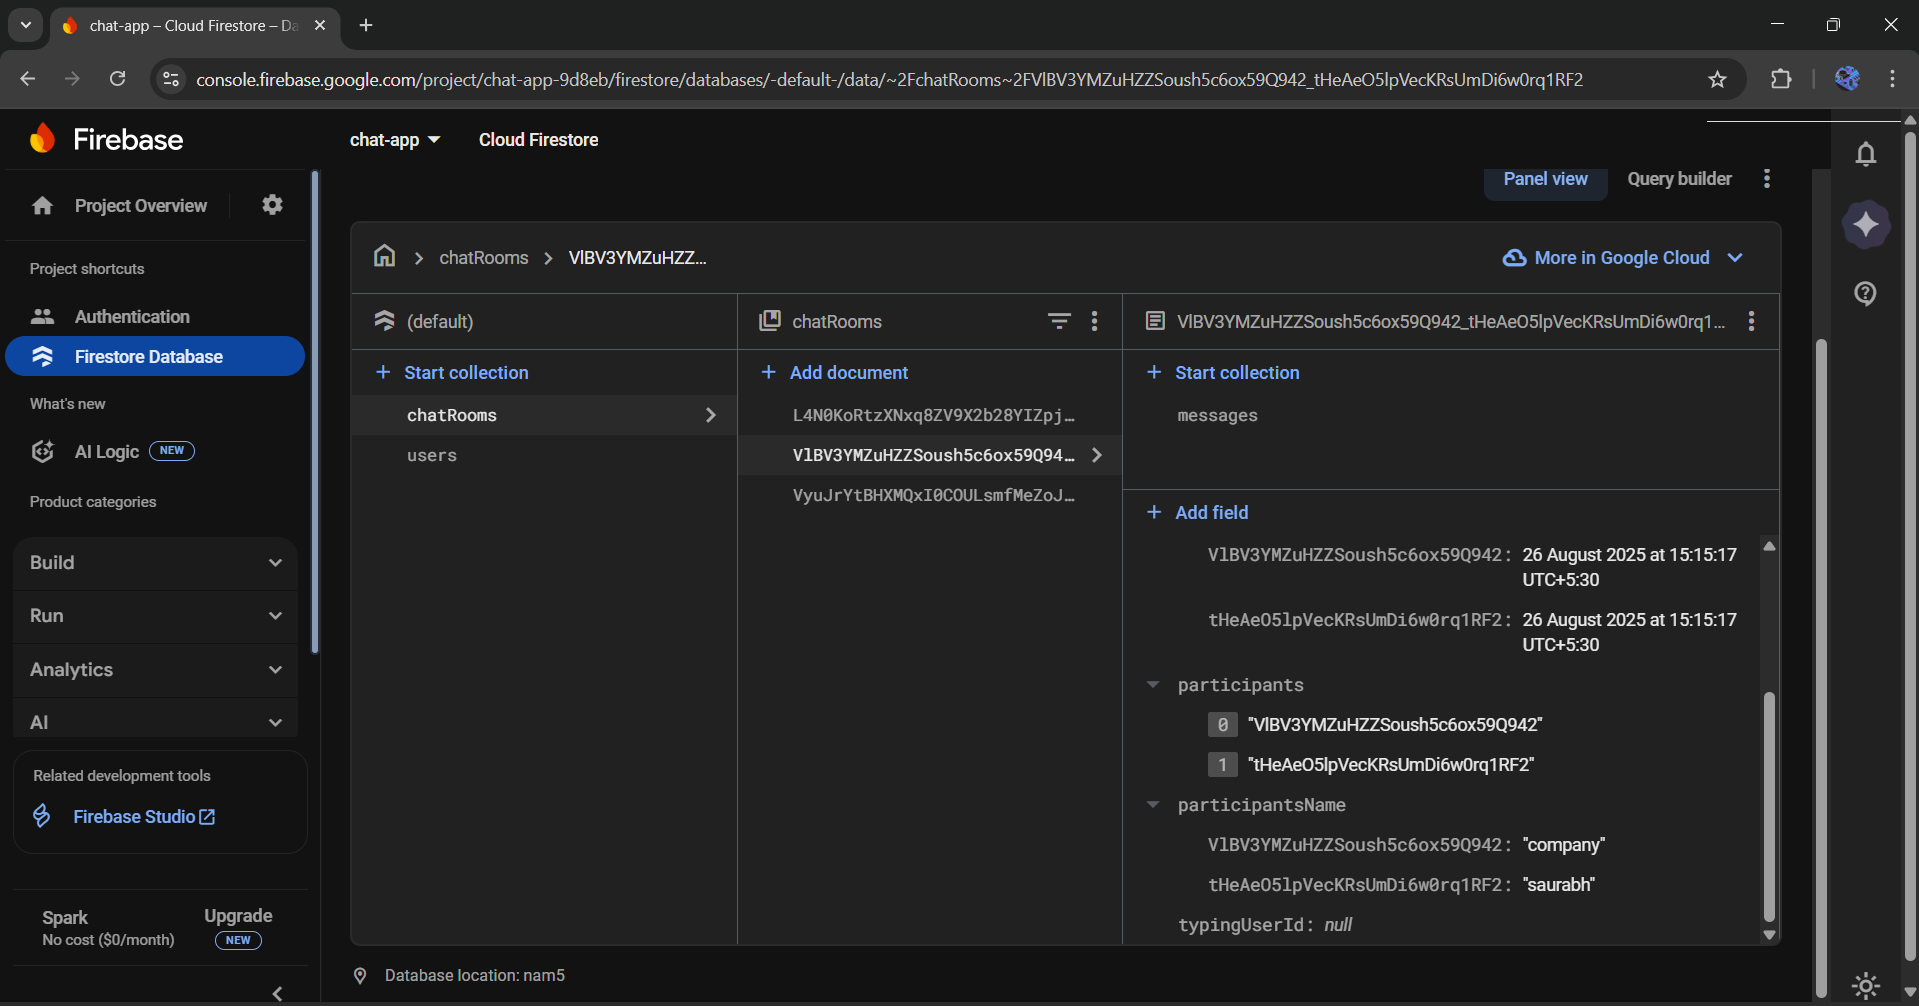 chat-app – Cloud Firestore – Da
console.firebase.google.com/project/chat-app-9d8eb/firestore/databases/-default-/data/~2FchatRooms~2FVlBV3YMZuHZZSoush5c6ox59Q942_tHeAeO5lpVecKRsUmDi6w0rq1RF2
Firebase
chat-app
Cloud Firestore
Project Overview
Project shortcuts
Authentication
Firestore Database
What's new
AI Logic NEW
Product categories
Build
Run
Analytics
AI
Related development tools
Firebase Studio
Spark
No cost ($0/month)
Upgrade
NEW
Panel view
Query builder
chatRooms
VlBV3YMZuHZZ...
More in Google Cloud
(default)
Start collection
chatRooms
users
chatRooms
Add document
L4N0KoRtzXNxq8ZV9X2b28YIZpj…
VlBV3YMZuHZZSoush5c6ox59Q94…
VyuJrYtBHXMQxI0COULsmfMeZoJ…
VlBV3YMZuHZZSoush5c6ox59Q942_tHeAeO5lpVecKRsUmDi6w0rq1...
Start collection
messages
Add field
VlBV3YMZuHZZSoush5c6ox59Q942: 26 August 2025 at 15:15:17
UTC+5:30
tHeAeO5lpVecKRsUmDi6w0rq1RF2: 26 August 2025 at 15:15:17
UTC+5:30
participants
0 "VlBV3YMZuHZZSoush5c6ox59Q942"
1 "tHeAeO5lpVecKRsUmDi6w0rq1RF2"
participantsName
VlBV3YMZuHZZSoush5c6ox59Q942: "company"
tHeAeO5lpVecKRsUmDi6w0rq1RF2: "saurabh"
typingUserId: null
Database location: nam5